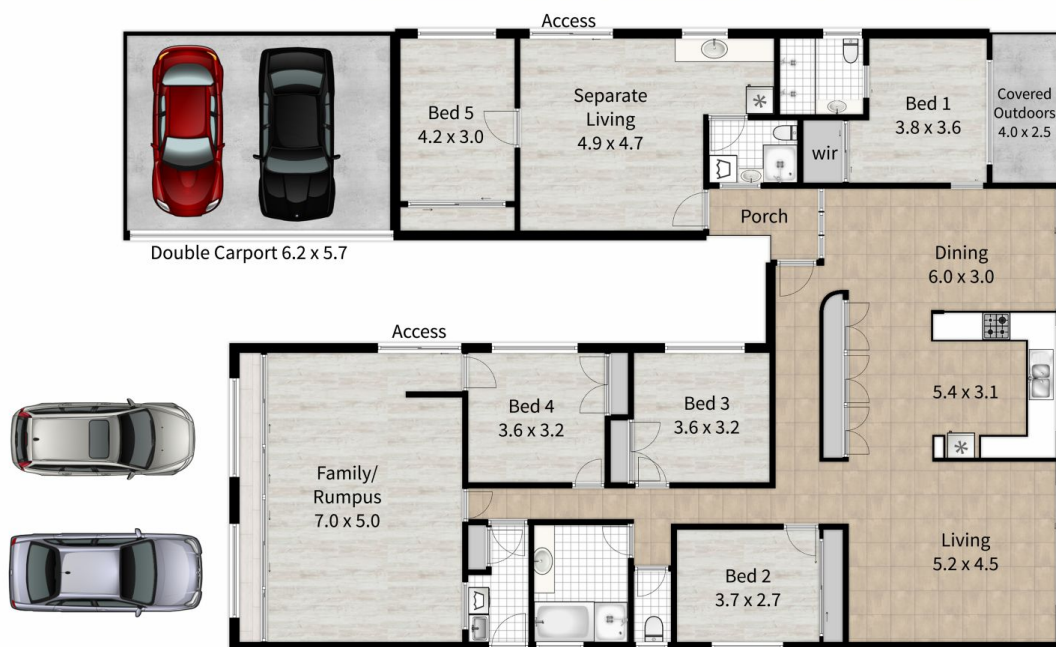 Access
Bed 5
4.2 x 3.0
Separate
Living
4.9 x 4.7
Bed 1
3.8 x 3.6
Covered
Outdoors
4.0 x 2.5
wir
Porch
Double Carport 6.2 x 5.7
Dining
6.0 x 3.0
Access
Bed 4
3.6 x 3.2
Bed 3
3.6 x 3.2
5.4 x 3.1
Family/
Rumpus
7.0 x 5.0
Living
5.2 x 4.5
Bed 2
3.7 x 2.7